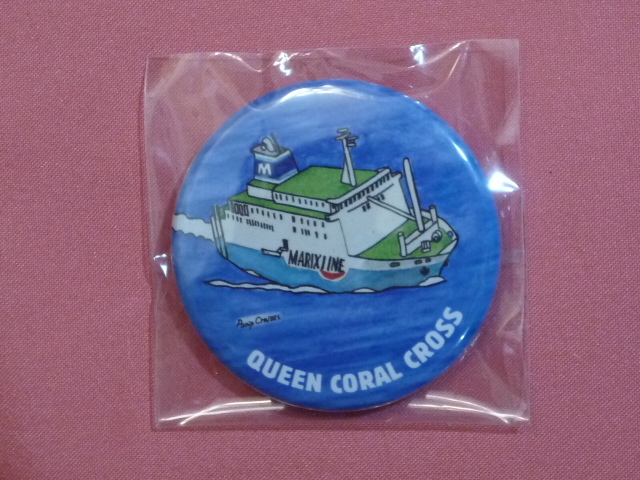 M
MARIX LINE
QUEEN CORAL CROSS